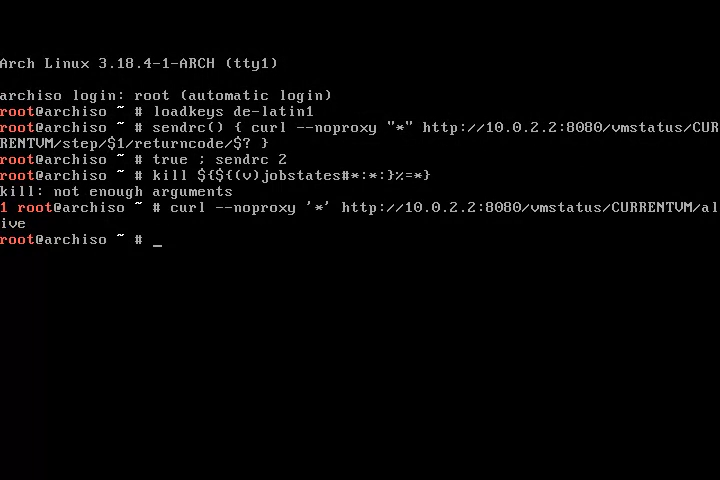 Arch Linux 3.18.4-1-ARCH (tty1)
archiso login: root (automatic login)
root@archiso ~ # loadkeys de-latin1
root@archiso ~ # sendrc() { curl --noproxy "*" http://10.0.2.2:8080/vmstatus/CUR
RENTVM/step/$1/returncode/$? }
root@archiso ~ # true ; sendrc 2
root@archiso ~ # kill ${${(v)jobstates#*:*:}%=*}
kill: not enough arguments
1 root@archiso ~ # curl --noproxy '*' http://10.0.2.2:8080/vmstatus/CURRENTVM/al
ive
root@archiso ~ # _